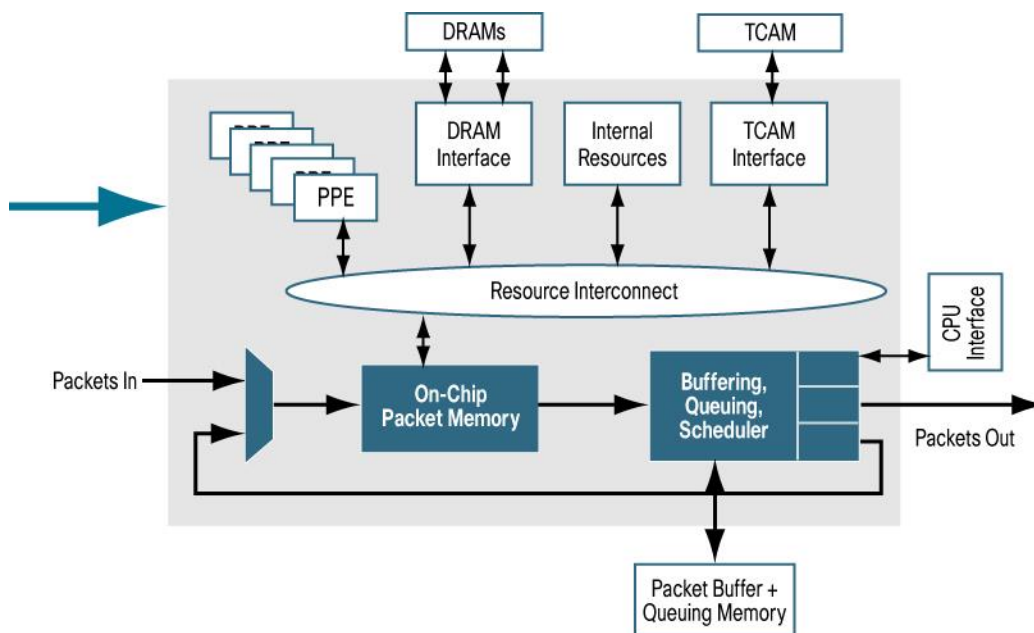 DRAMs
TCAM
DRAM
Interface
Internal
Resources
TCAM
Interface
PPE
Resource Interconnect
CPU
Interface
Packets In
On-Chip
Packet Memory
Buffering,
Queuing,
Scheduler
Packets Out
Packet Buffer +
Queuing Memory